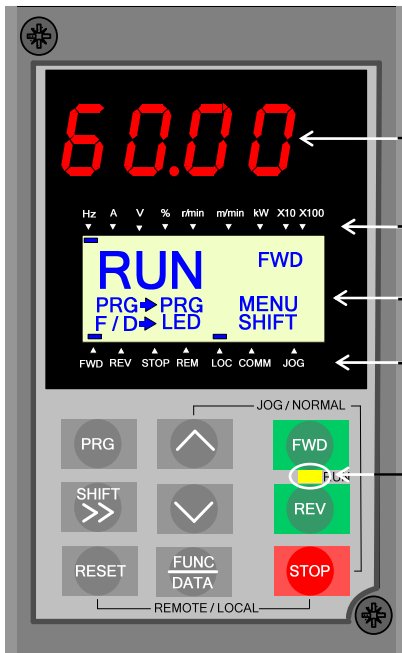 60.00
Hz A V % r/min m/min kW X10 X100
RUN FWD
PRG PRG MENU
F/D LED SHIFT
FWD REV STOP REM LOC COMM JOG
JOG / NORMAL
PRG FWD
RUN
SHIFT REV
RESET FUNC STOP
DATA
REMOTE / LOCAL